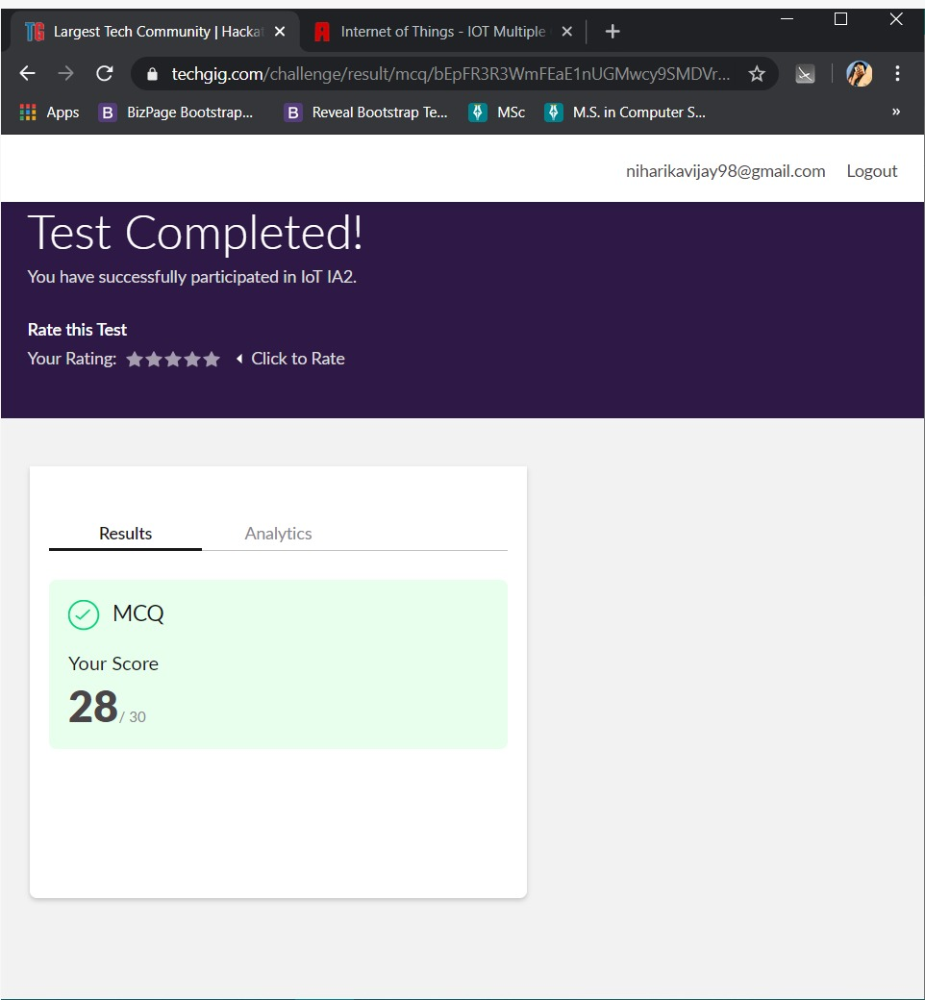 TG Largest Tech Community | Hackat
Internet of Things - IOT Multiple
techgig.com/challenge/result/mcq/bEpFR3R3WmFEaE1nUGMwcy9SMDVr...
Apps B BizPage Bootstrap... B Reveal Bootstrap Te... MSc M.S. in Computer S... »
niharikavijay98@gmail.com Logout
Test Completed!
You have successfully participated in IoT IA2.
Rate this Test
Your Rating: Click to Rate
Results Analytics
MCQ
Your Score
28 / 30